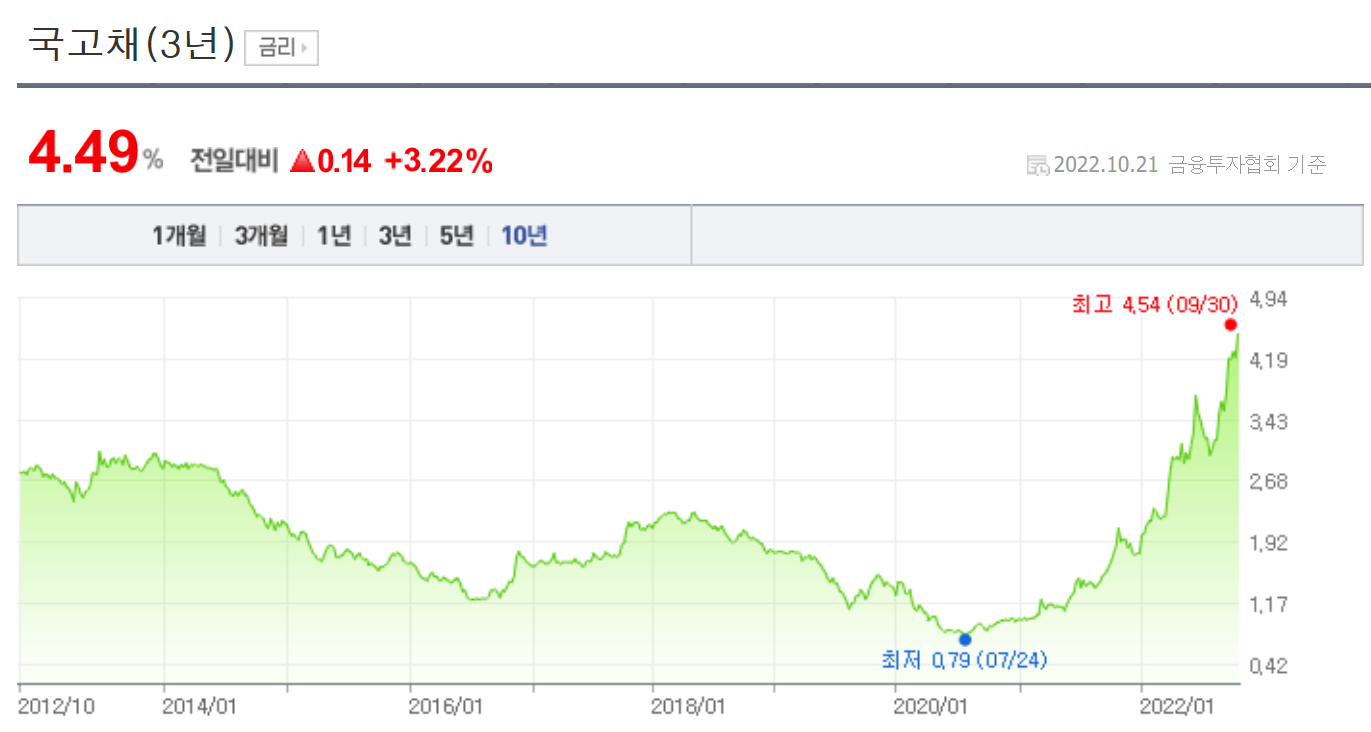 국고채(3년) 금리
4.49% 전일대비 ▲0.14 +3.22%
2022.10.21 금융투자협회 기준
1개월 3개월 1년 3년 5년 10년
최고 4,54 (09/30)
4,94
4,19
3,43
2,68
1,92
1,17
최저 0,79 (07/24)
0,42
2012/10 2014/01 2016/01 2018/01 2020/01 2022/01